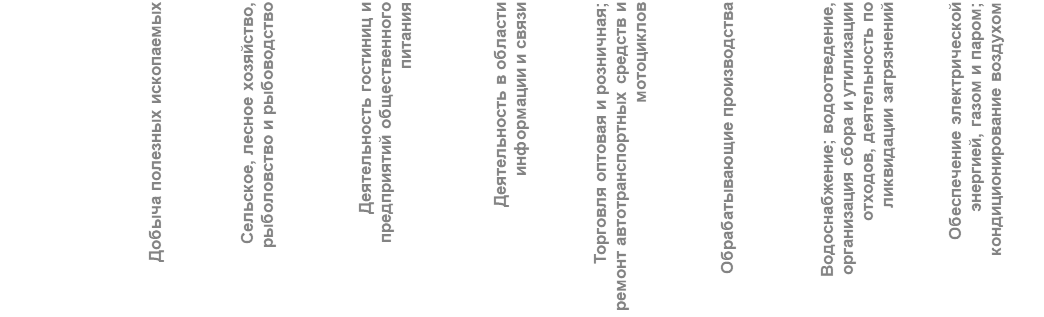 Добыча полезных ископаемых
Сельское, лесное хозяйство,
рыболовство и рыбоводство
Деятельность гостиниц и
предприятий общественного
питания
Деятельность в области
информации и связи
Торговля оптовая и розничная;
ремонт автотранспортных средств и
мотоциклов
Обрабатывающие производства
Водоснабжение; водоотведение,
организация сбора и утилизации
отходов, деятельность по
ликвидации загрязнений
Обеспечение электрической
энергией, газом и паром;
кондиционирование воздухом